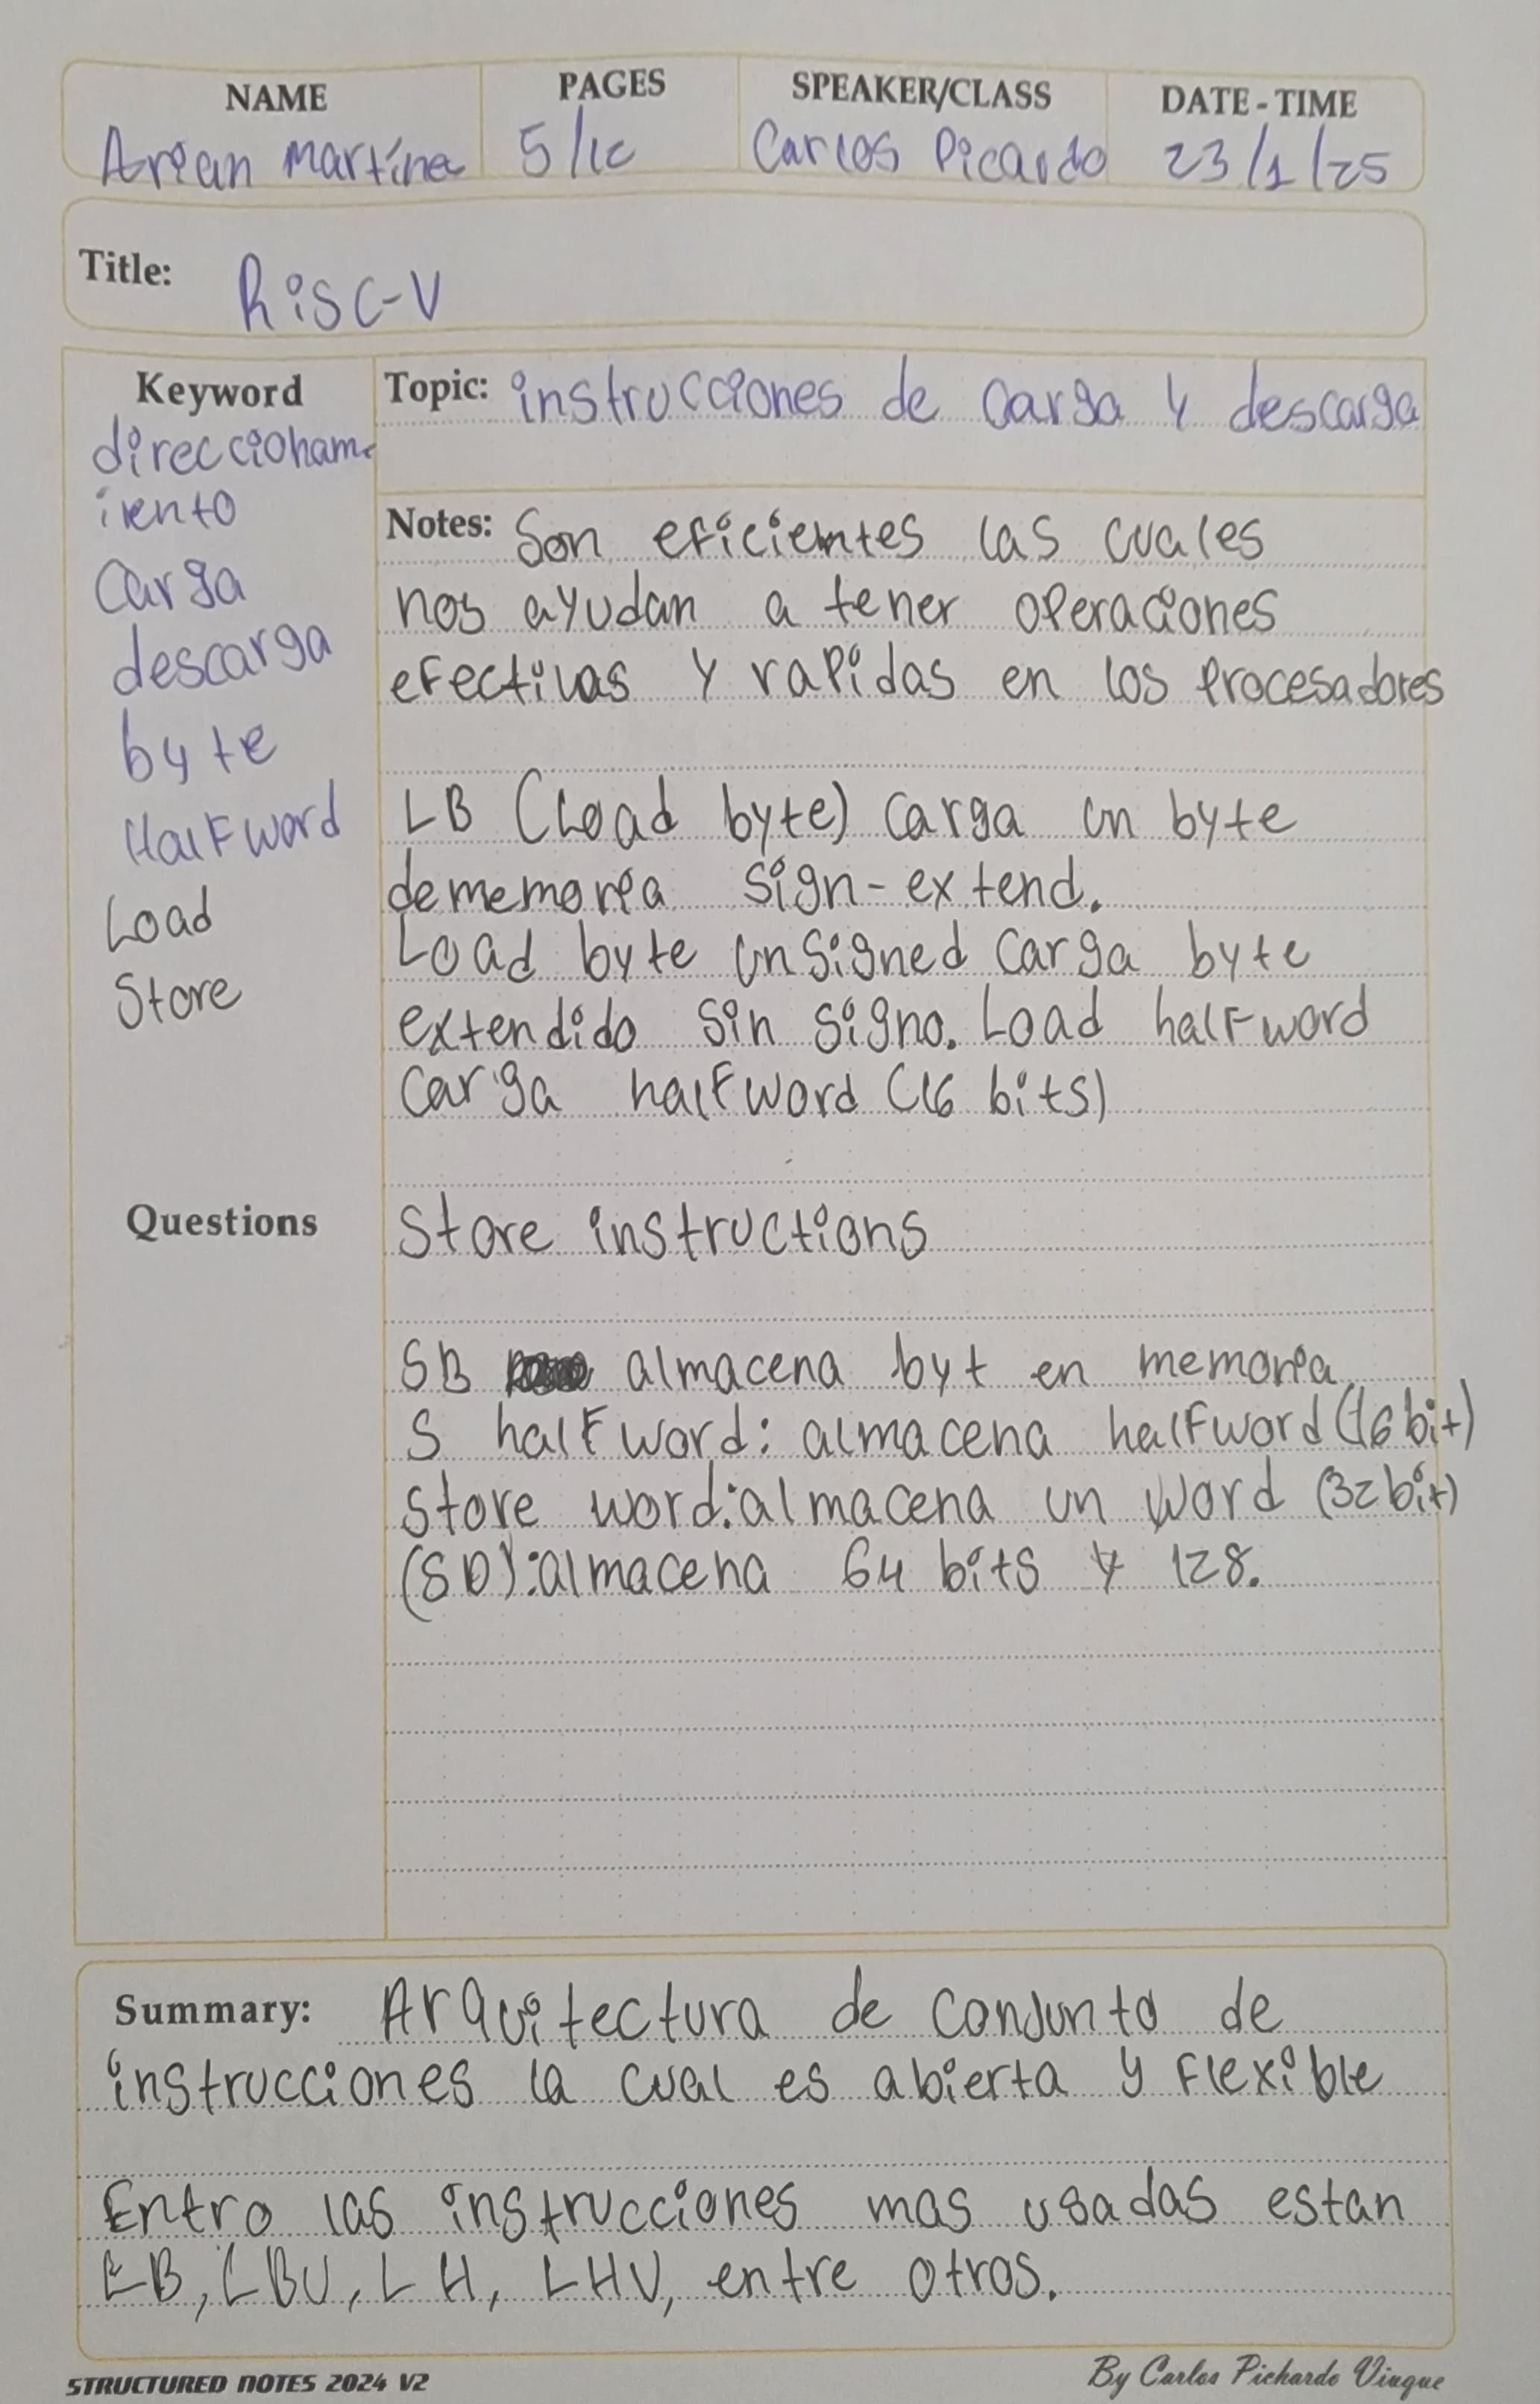 NAME PAGES SPEAKER/CLASS DATE - TIME
Arian Martíne 5/10 Carlos Picardo 23/1/25
Title: RiSC-V
Keyword
direccionam-
iento
Carga
descarga
byte
HalFword
Load
Store
Questions
Topic: instrucciones de Carga y descarga
Notes: Son eficientes las cuales
nos ayudan a tener operaciones
efectivas y rapidas en los procesadores
LB (Load byte) Carga un byte
de memoria sign-extend.
Load byte unsigned Carga byte
extendido sin signo. Load halfword
Carga halfword (16 bits)
Store instructions
SB almacena byt en memoria
S halfword: almacena halfword (16 bit)
Store word: almacena un word (32 bit)
(SD): almacena 64 bits y 128.
Summary: Arquitectura de conjunto de
instrucciones la cual es abierta y flexible
Entro las instrucciones mas usadas estan
LB, LBU, LH, LHU, entre otros.
STRUCTURED NOTES 2024 V2 By Carlos Pichardo Viuque